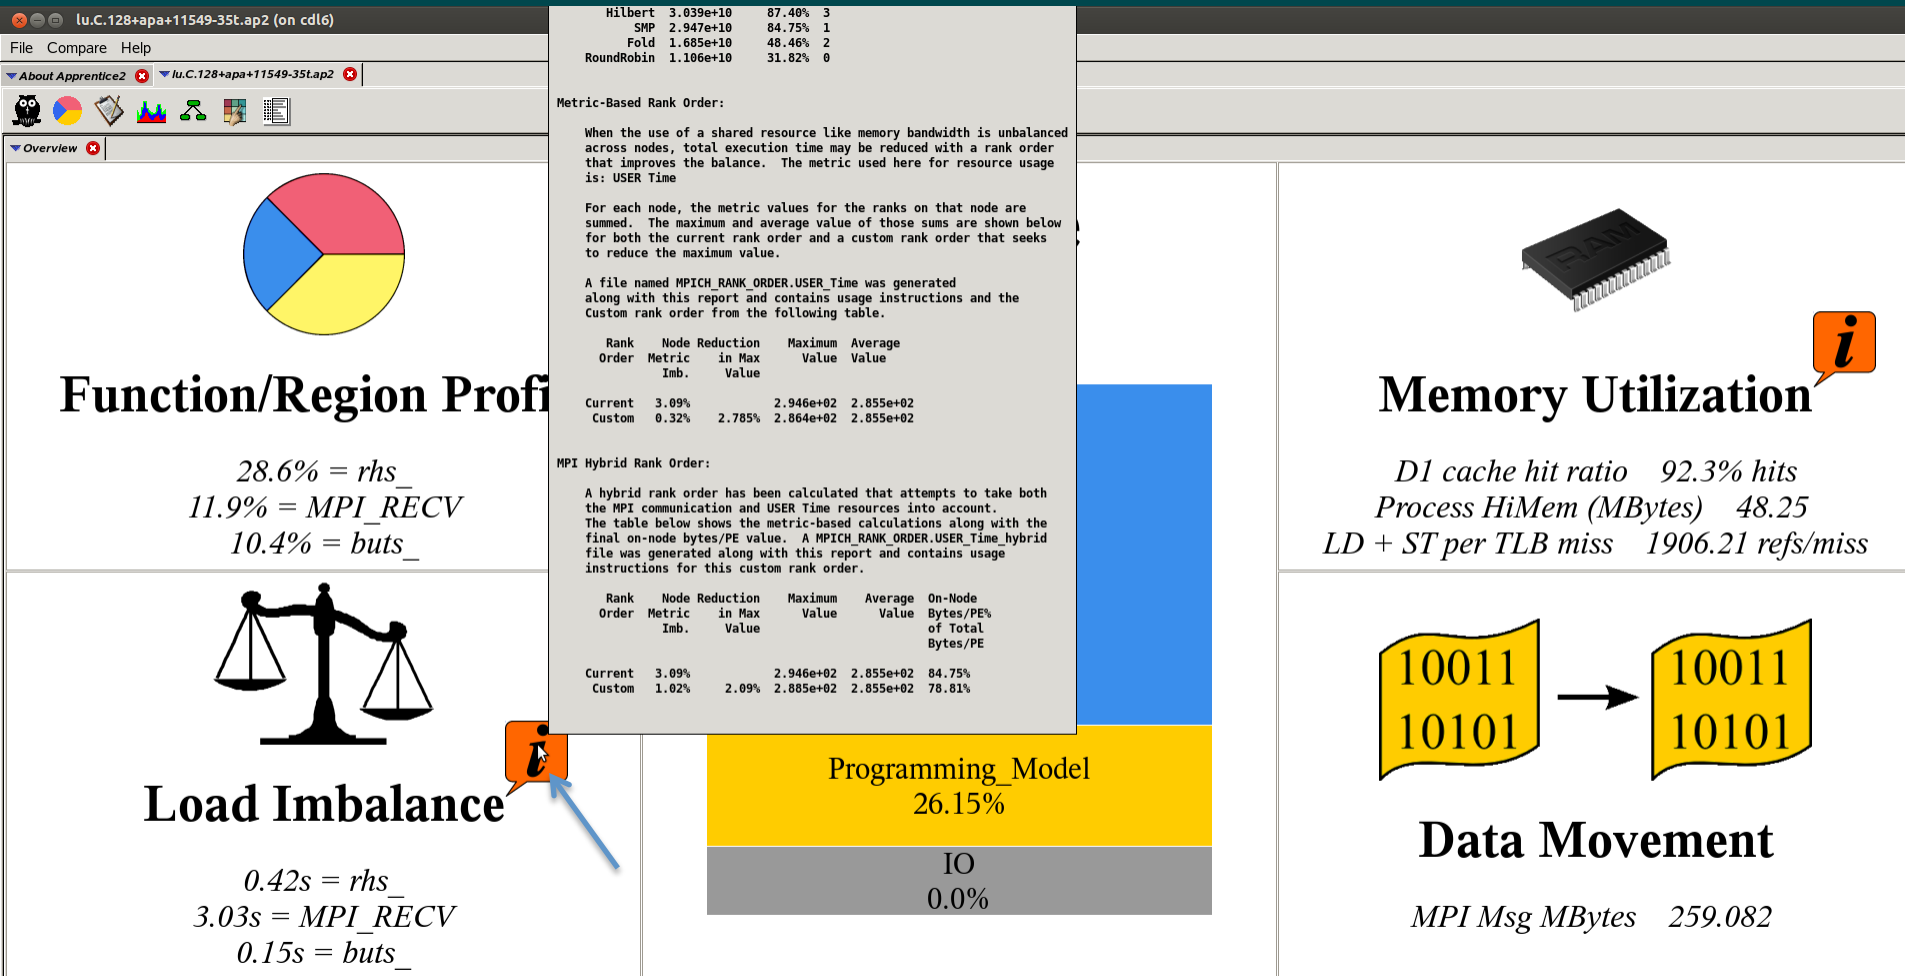 lu.C.128+apa+11549-35t.ap2 (on cdl6)
File Compare Help
About Apprentice2 lu.C.128+apa+11549-35t.ap2
Overview
Function/Region Profi
28.6% = rhs_
11.9% = MPI_RECV
10.4% = buts_
Load Imbalance
0.42s = rhs_
3.03s = MPI_RECV
0.15s = buts_
Hilbert 3.039e+10 87.40% 3
SMP 2.947e+10 84.75% 1
Fold 1.685e+10 48.46% 2
RoundRobin 1.106e+10 31.82% 0
Metric-Based Rank Order:
When the use of a shared resource like memory bandwidth is unbalanced
across nodes, total execution time may be reduced with a rank order
that improves the balance. The metric used here for resource usage
is: USER Time
For each node, the metric values for the ranks on that node are
summed. The maximum and average value of those sums are shown below
for both the current rank order and a custom rank order that seeks
to reduce the maximum value.
A file named MPICH_RANK_ORDER.USER_Time was generated
along with this report and contains usage instructions and the
Custom rank order from the following table.
Rank Node Reduction Maximum Average
Order Metric in Max Value Value
Imb. Value
Current 3.09% 2.946e+02 2.855e+02
Custom 0.32% 2.785% 2.864e+02 2.855e+02
MPI Hybrid Rank Order:
A hybrid rank order has been calculated that attempts to take both
the MPI communication and USER Time resources into account.
The table below shows the metric-based calculations along with the
final on-node bytes/PE value. A MPICH_RANK_ORDER.USER_Time_hybrid
file was generated along with this report and contains usage
instructions for this custom rank order.
Rank Node Reduction Maximum Average On-Node
Order Metric in Max Value Value Bytes/PE%
Imb. Value of Total
Bytes/PE
Current 3.09% 2.946e+02 2.855e+02 84.75%
Custom 1.02% 2.09% 2.885e+02 2.855e+02 78.81%
e
Programming_Model
26.15%
IO
0.0%
RAM
i
Memory Utilization
D1 cache hit ratio 92.3% hits
Process HiMem (MBytes) 48.25
LD + ST per TLB miss 1906.21 refs/miss
i
10011 10011
10101 10101
Data Movement
MPI Msg MBytes 259.082